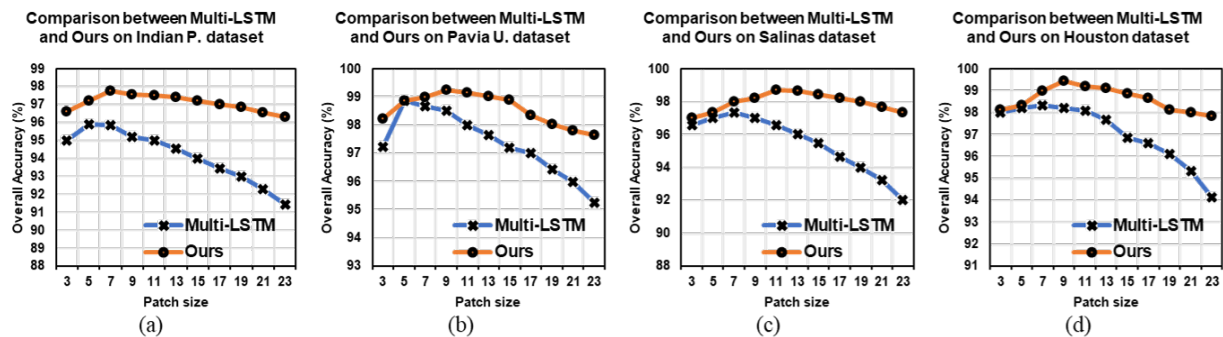 Comparison between Multi-LSTM
and Ours on Indian P. dataset
Overall Accuracy (%)
99
98
97
96
95
94
93
92
91
90
89
88
Multi-LSTM
Ours
3 5 7 9 11 13 15 17 19 21 23
Patch size
(a)
Comparison between Multi-LSTM
and Ours on Pavia U. dataset
Overall Accuracy (%)
100
99
98
97
96
95
94
93
Multi-LSTM
Ours
3 5 7 9 11 13 15 17 19 21 23
Patch size
(b)
Comparison between Multi-LSTM
and Ours on Salinas dataset
Overall Accuracy (%)
100
98
96
94
92
90
88
Multi-LSTM
Ours
3 5 7 9 11 13 15 17 19 21 23
Patch size
(c)
Comparison between Multi-LSTM
and Ours on Houston dataset
Overall Accuracy (%)
100
99
98
97
96
95
94
93
92
91
Multi-LSTM
Ours
3 5 7 9 11 13 15 17 19 21 23
Patch size
(d)